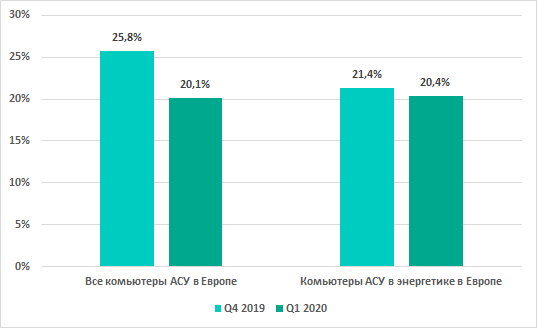 30%
25%
20%
15%
10%
5%
0%
25,8%
20,1%
21,4%
20,4%
Все комьютеры АСУ в Европе
Комьютеры АСУ в энергетике в Европе
Q4 2019
Q1 2020